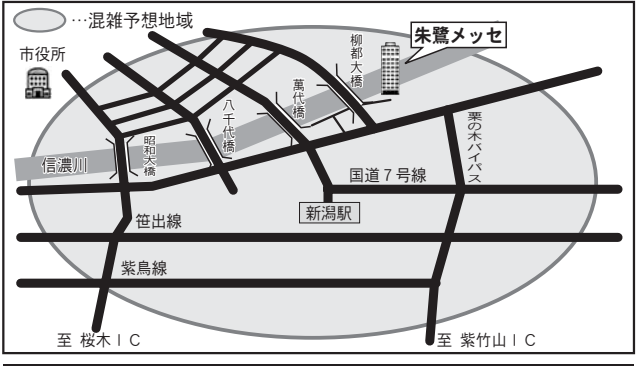 …混雑予想地域
朱鷺メッセ
市役所
柳都大橋
萬代橋
八千代橋
昭和大橋
栗の木バイパス
信濃川
国道7号線
新潟駅
笹出線
紫鳥線
至 桜木IC
至 紫竹山IC